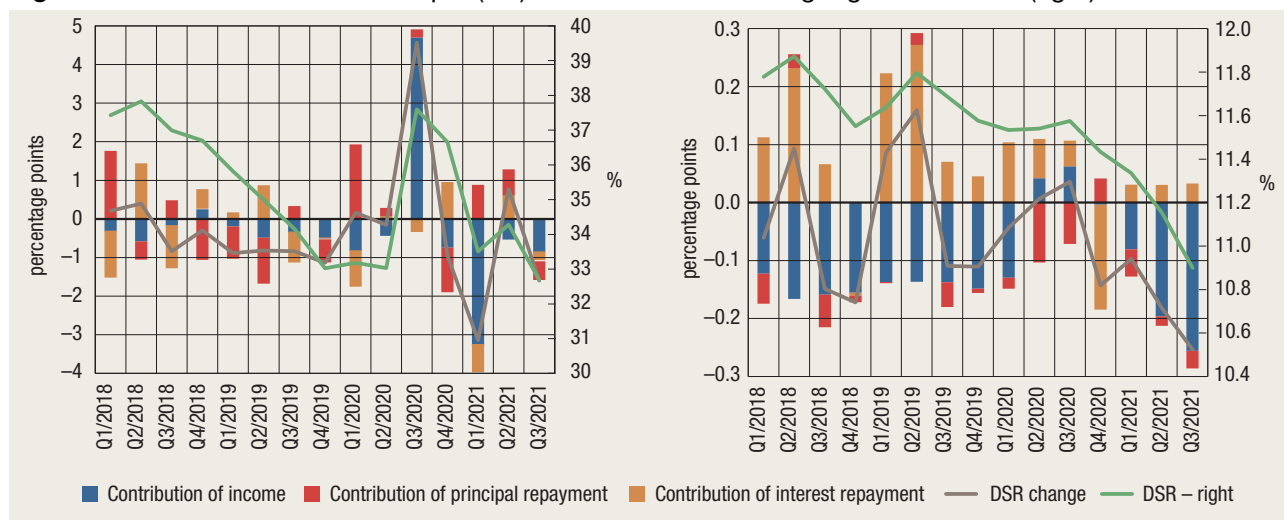 5
4
3
2
1
0
–1
–2
–3
–4
percentage points
40
39
38
37
36
35
34
33
32
31
30
%
Q1/2018
Q2/2018
Q3/2018
Q4/2018
Q1/2019
Q2/2019
Q3/2019
Q4/2019
Q1/2020
Q2/2020
Q3/2020
Q4/2020
Q1/2021
Q2/2021
Q3/2021
0.3
0.2
0.1
0.0
–0.1
–0.2
–0.3
percentage points
12.0
11.8
11.6
11.4
11.2
11.0
10.8
10.6
10.4
%
Q1/2018
Q2/2018
Q3/2018
Q4/2018
Q1/2019
Q2/2019
Q3/2019
Q4/2019
Q1/2020
Q2/2020
Q3/2020
Q4/2020
Q1/2021
Q2/2021
Q3/2021
Contribution of income Contribution of principal repayment Contribution of interest repayment DSR change DSR – right